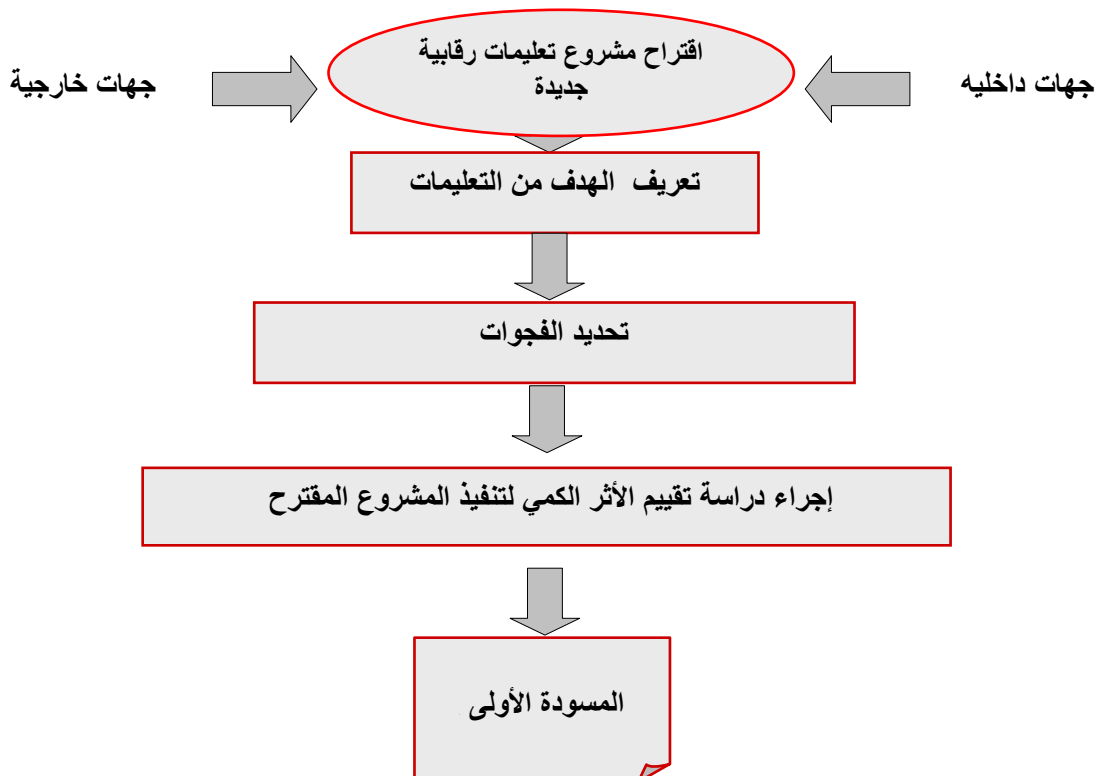 اقتراح مشروع تعليمات رقابية
جديدة
جهات داخليه
جهات خارجية
تعريف الهدف من التعليمات
تحديد الفجوات
إجراء دراسة تقييم الأثر الكمي لتنفيذ المشروع المقترح
المسودة الأولى